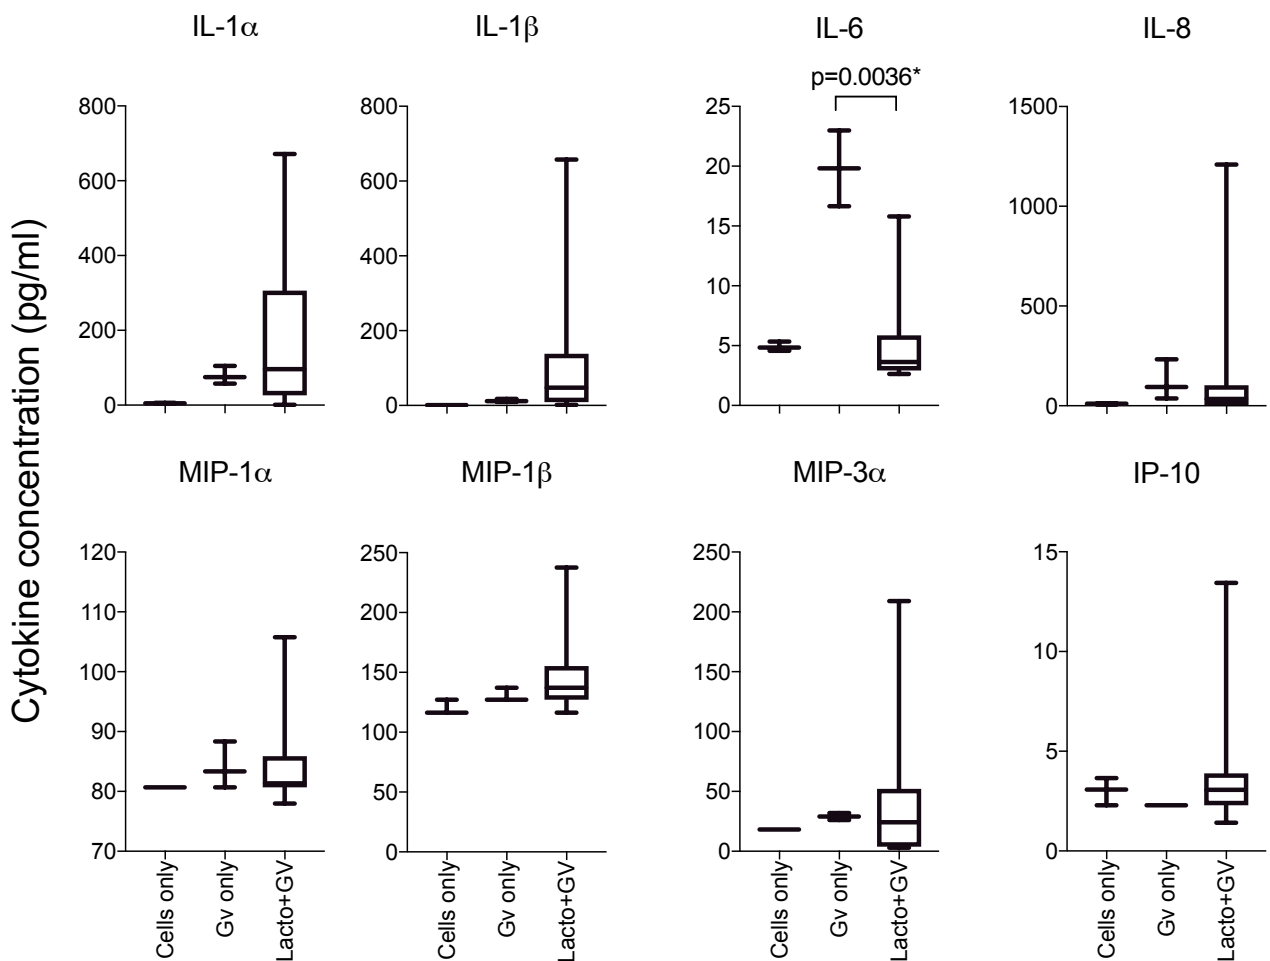 IL-1α
IL-1β
IL-6
IL-8
p=0.0036*
Cytokine concentration (pg/ml)
800
600
400
200
0
800
600
400
200
0
25
20
15
10
5
0
1500
1000
500
0
MIP-1α
MIP-1β
MIP-3α
IP-10
120
110
100
90
80
70
250
200
150
100
50
0
250
200
150
100
50
0
15
10
5
0
Cells only
Gv only
Lacto+GV
Cells only
Gv only
Lacto+GV
Cells only
Gv only
Lacto+GV
Cells only
Gv only
Lacto+GV